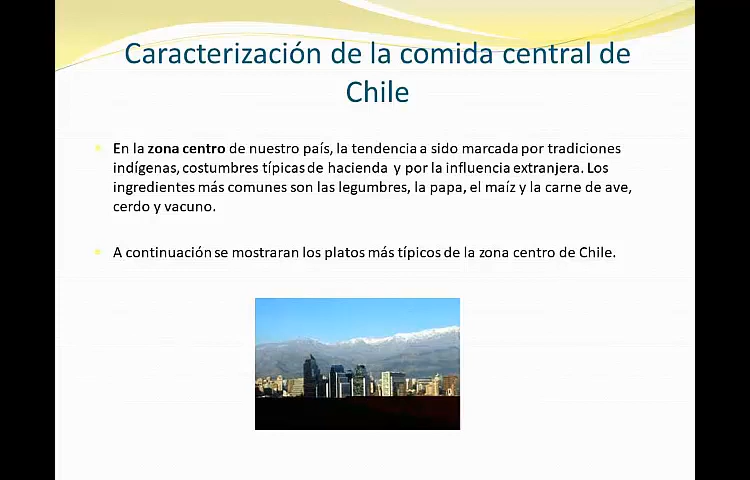 Caracterización de la comida central de
Chile
En la zona centro de nuestro país, la tendencia a sido marcada por tradiciones
indígenas, costumbres típicas de hacienda y por la influencia extranjera. Los
ingredientes más comunes son las legumbres, la papa, el maíz y la carne de ave,
cerdo y vacuno.
A continuación se mostraran los platos más típicos de la zona centro de Chile.